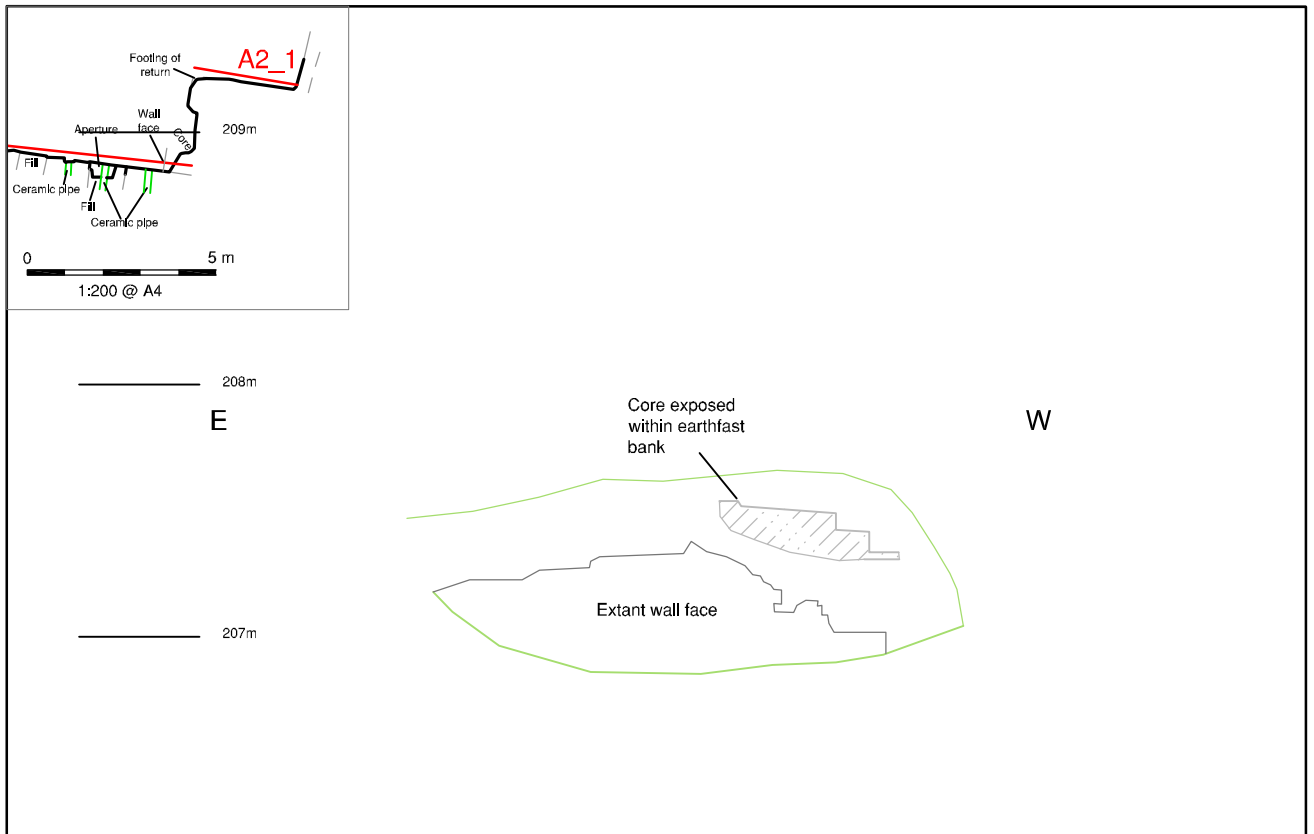 Footing of
return
A2_1
Wall
face
Aperture
Core
209m
Fill
Ceramic pipe
Fill
Ceramic pipe
0 5 m
1:200 @ A4
208m
E
W
Core exposed
within earthfast
bank
Extant wall face
207m